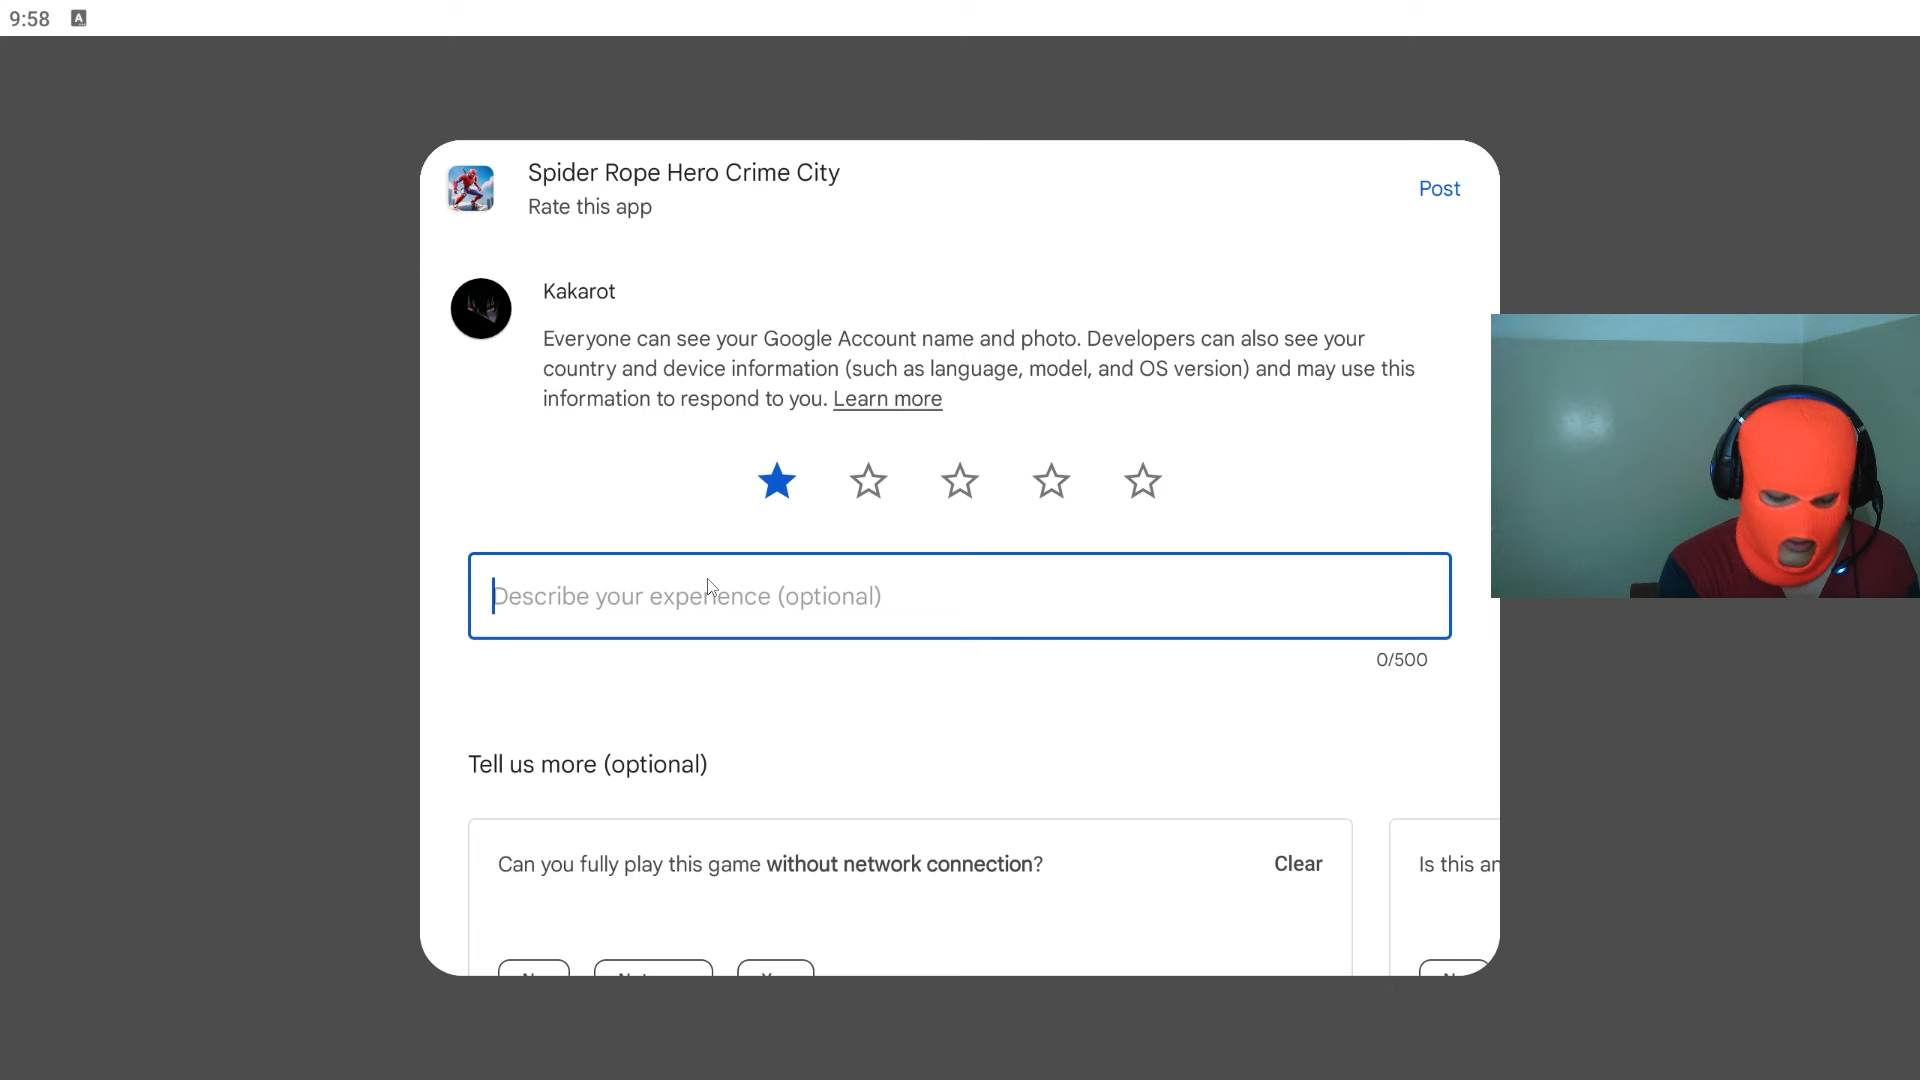 9:58
A
Spider Rope Hero Crime City
Rate this app
Post
Kakarot
Everyone can see your Google Account name and photo. Developers can also see your
country and device information (such as language, model, and OS version) and may use this
information to respond to you. Learn more
Describe your experience (optional)
0/500
Tell us more (optional)
Can you fully play this game without network connection?
Clear
Is this an